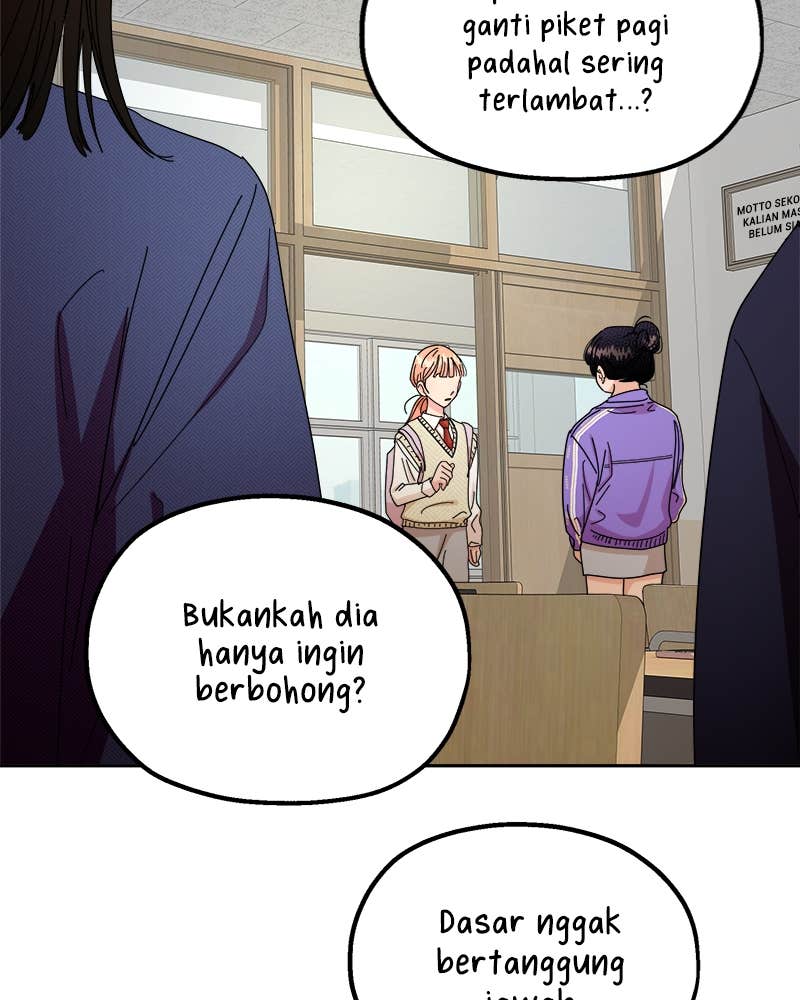 ganti piket pagi
padahal sering
terlambat...?
MOTTO SEKO
KALIAN MAS
BELUM SIA
Bukankah dia
hanya ingin
berbohong?
Dasar nggak
bertanggung